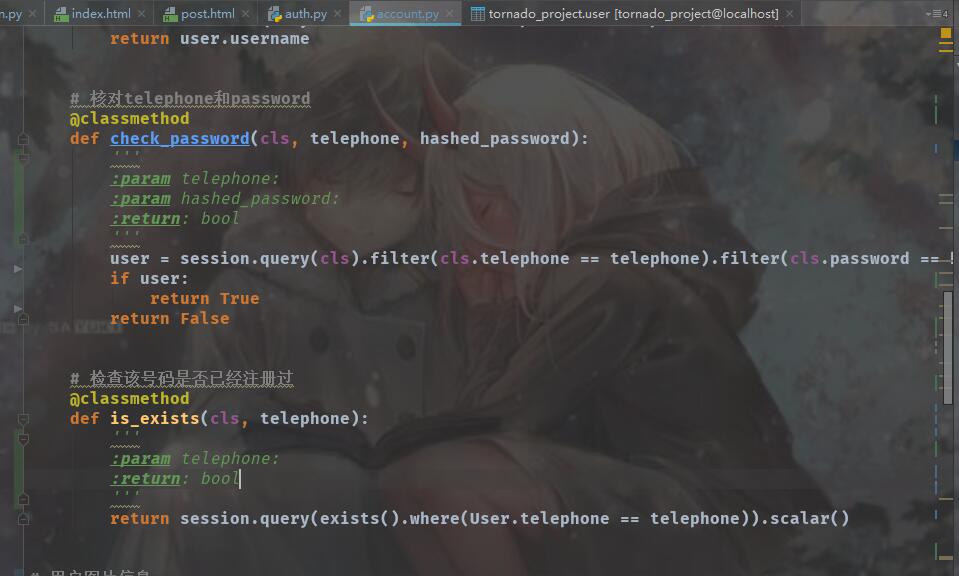 n.py index.html post.html auth.py account.py tornado_project.user [tornado_project@localhost] 4
return user.username
# 核对telephone和password
@classmethod
def check_password(cls, telephone, hashed_password):
'''
:param telephone:
:param hashed_password:
:return: bool
'''
user = session.query(cls).filter(cls.telephone == telephone).filter(cls.password ==
if user:
return True
return False
# 检查该号码是否已经注册过
@classmethod
def is_exists(cls, telephone):
'''
:param telephone:
:return: bool
'''
return session.query(exists().where(User.telephone == telephone)).scalar()
# 用户图片信息